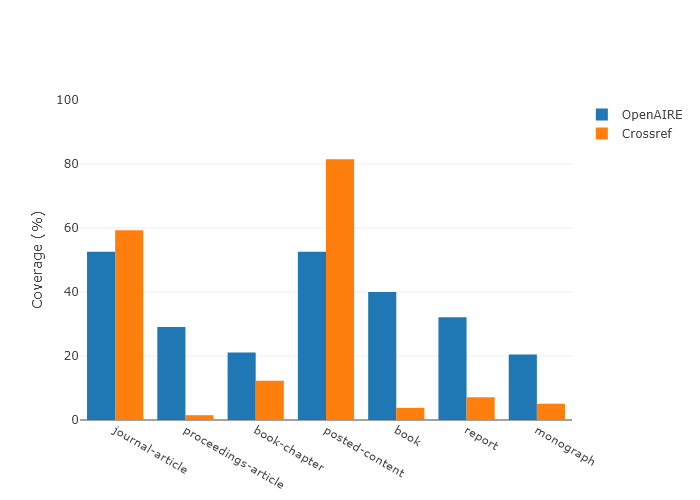 100
80
60
40
20
0
Coverage (%)
journal-article
proceedings-article
book-chapter
posted-content
book
report
monograph
OpenAIRE
Crossref